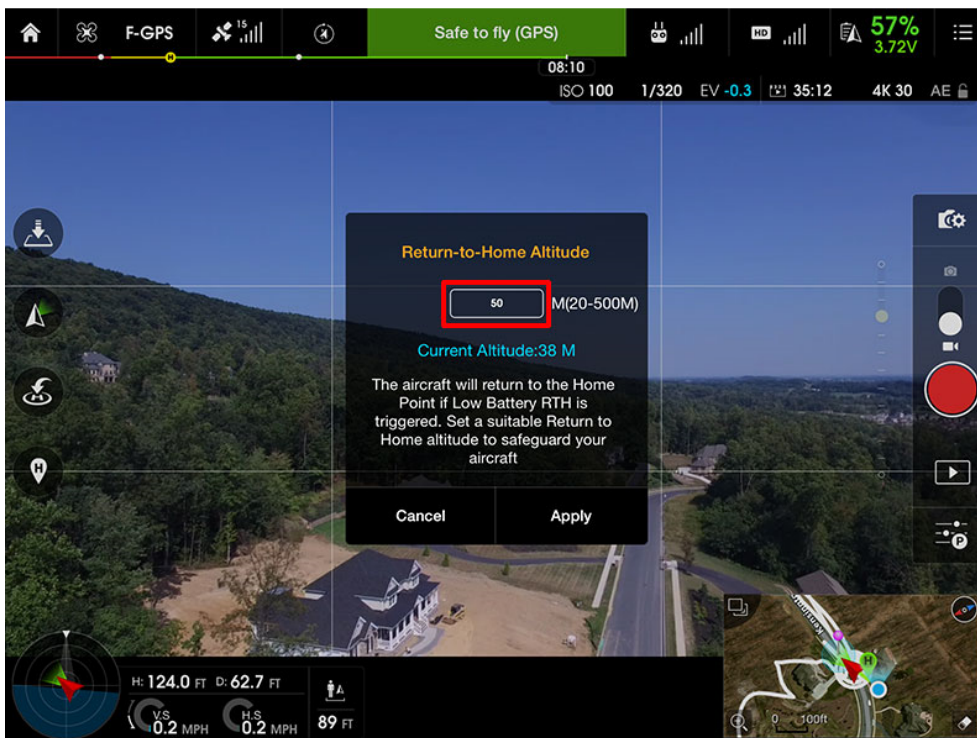 F-GPS
15
Safe to fly (GPS)
HD
57%
3.72V
H
08:10
ISO 100 1/320 EV -0.3 35:12 4K 30 AE
Return-to-Home Altitude
50 M(20-500M)
Current Altitude:38 M
The aircraft will return to the Home
Point if Low Battery RTH is
triggered. Set a suitable Return to
Home altitude to safeguard your
aircraft
Cancel Apply
H
P
H: 124.0 FT D: 62.7 FT
V.S
0.2 MPH
H.S
0.2 MPH
89 FT
H
0 100ft